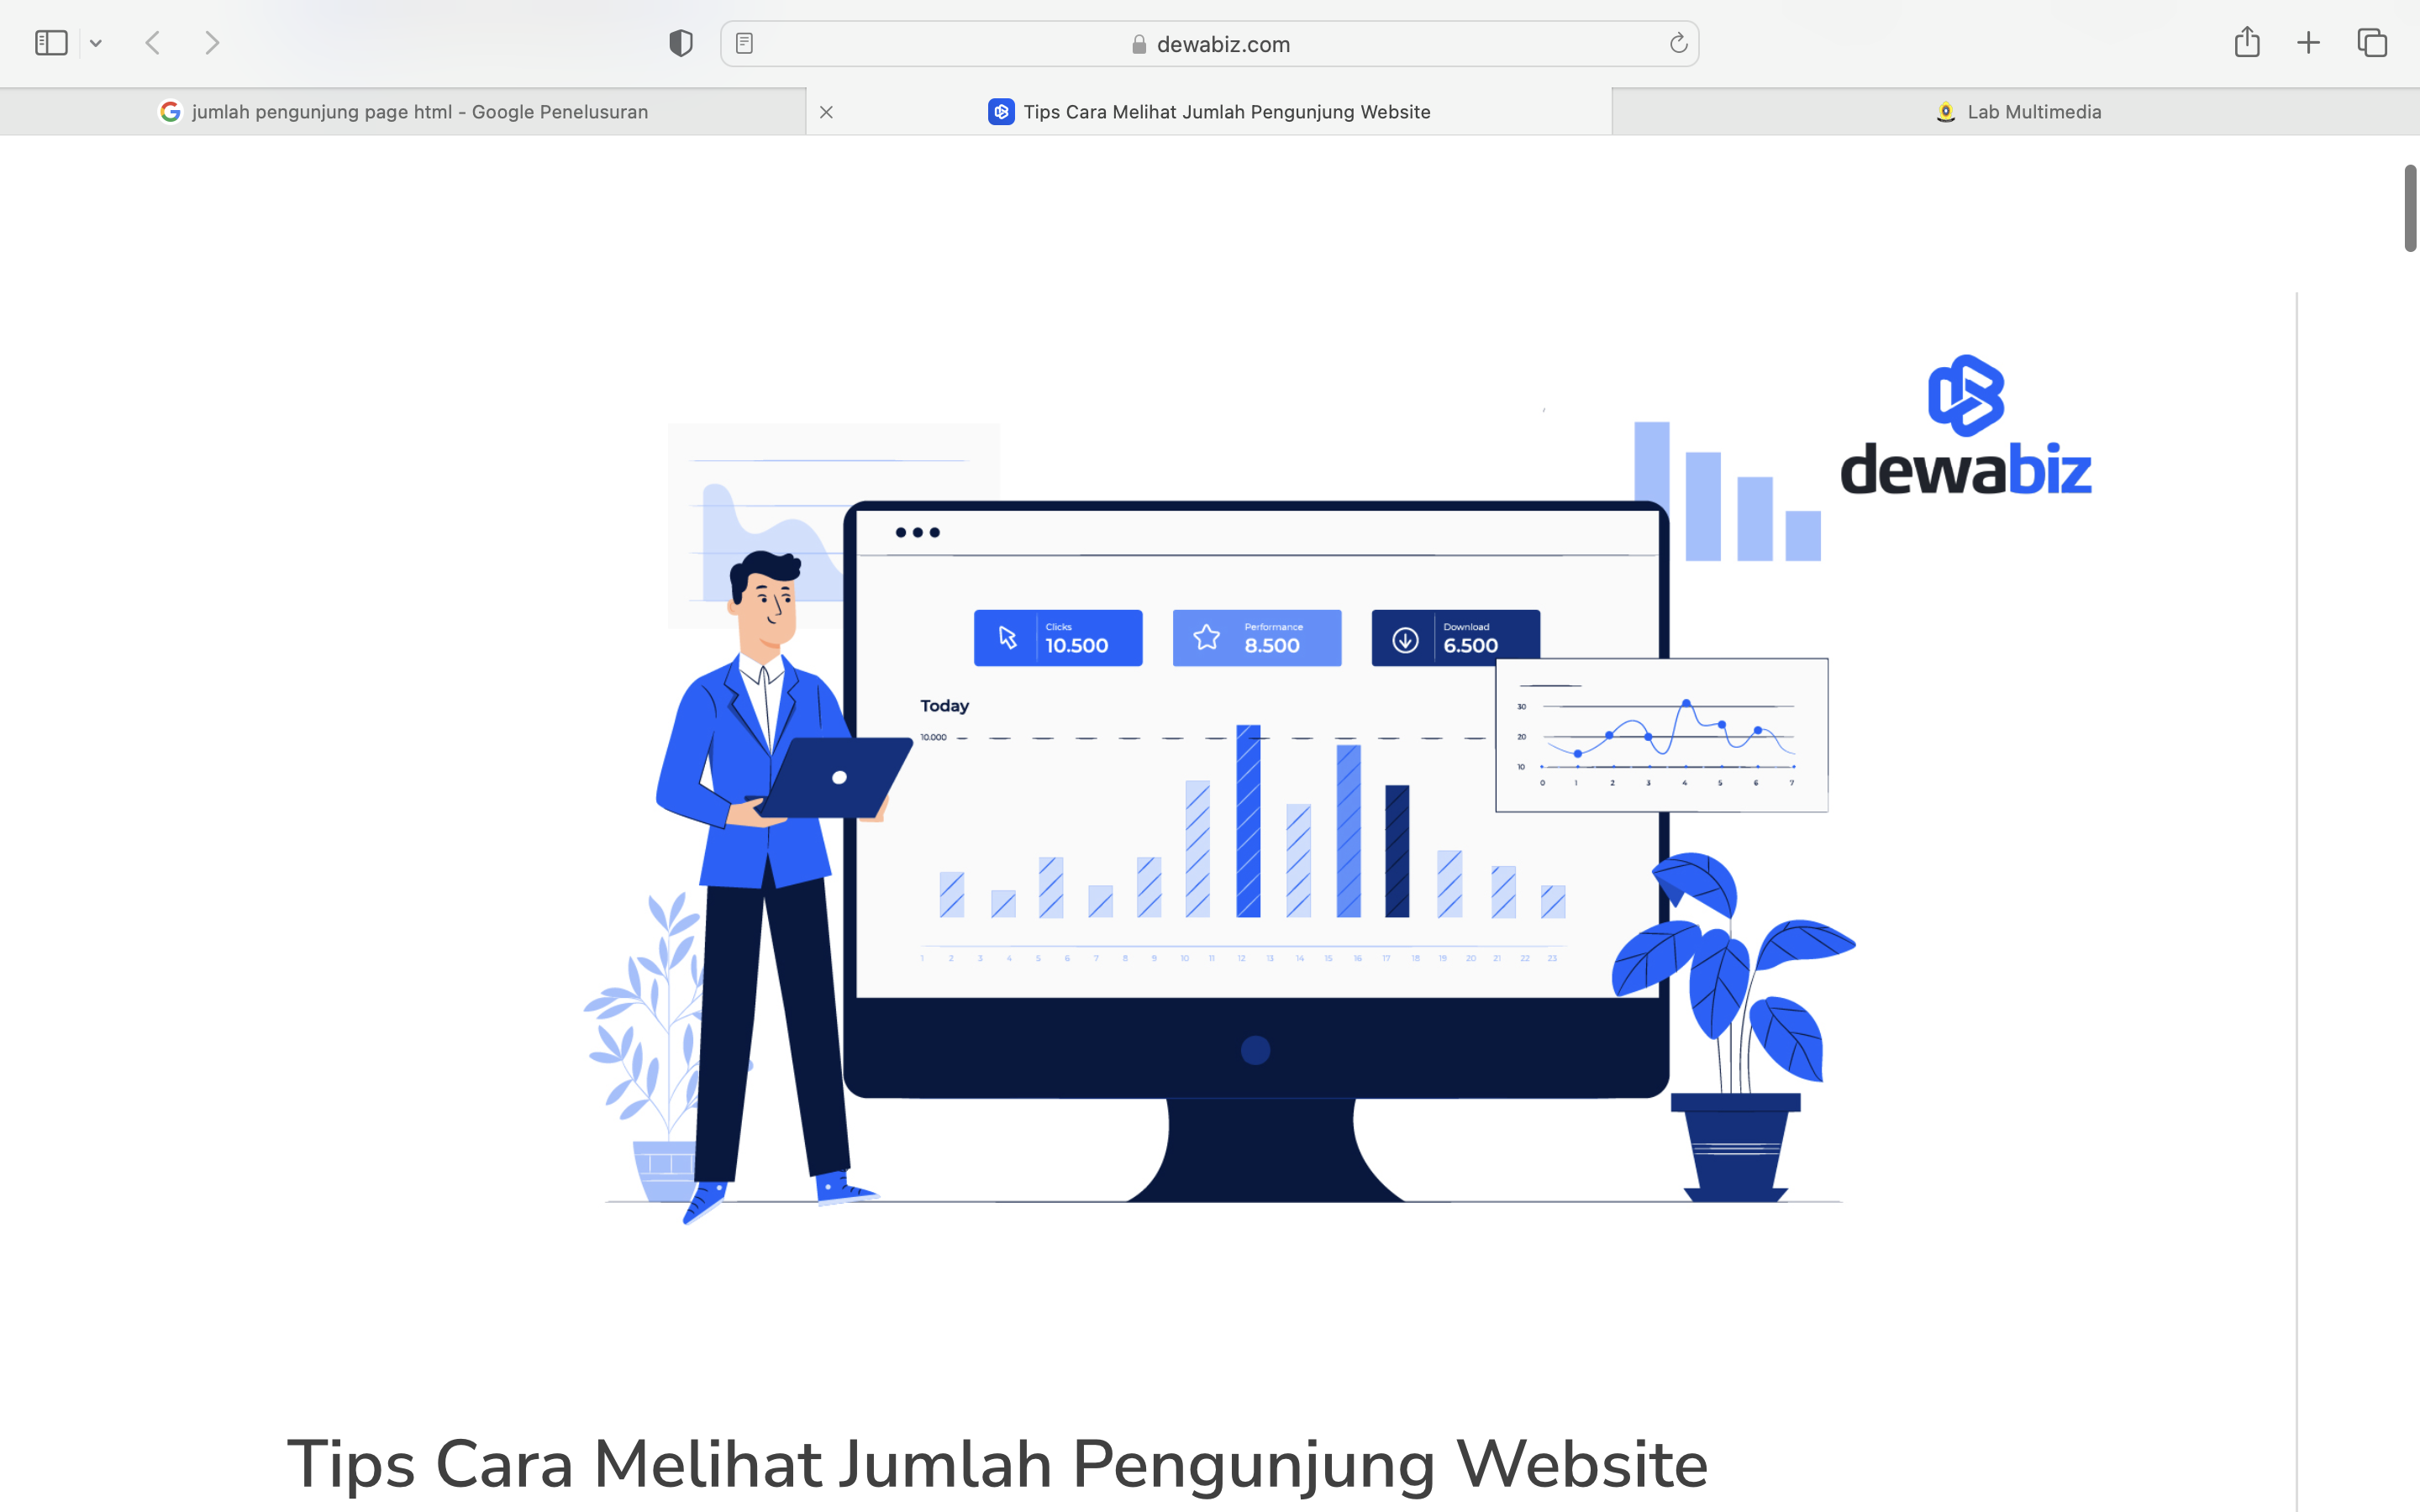 dewabiz.com
jumlah pengunjung page html - Google Penelusuran
Tips Cara Melihat Jumlah Pengunjung Website
Lab Multimedia
dewabiz
Clicks
10.500
Performance
8.500
Download
6.500
Today
10.000
30
20
10
0 1 2 3 4 5 6 7
1 2 3 4 5 6 7 8 9 10 11 12 13 14 15 16 17 18 19 20 21 22 23
Tips Cara Melihat Jumlah Pengunjung Website